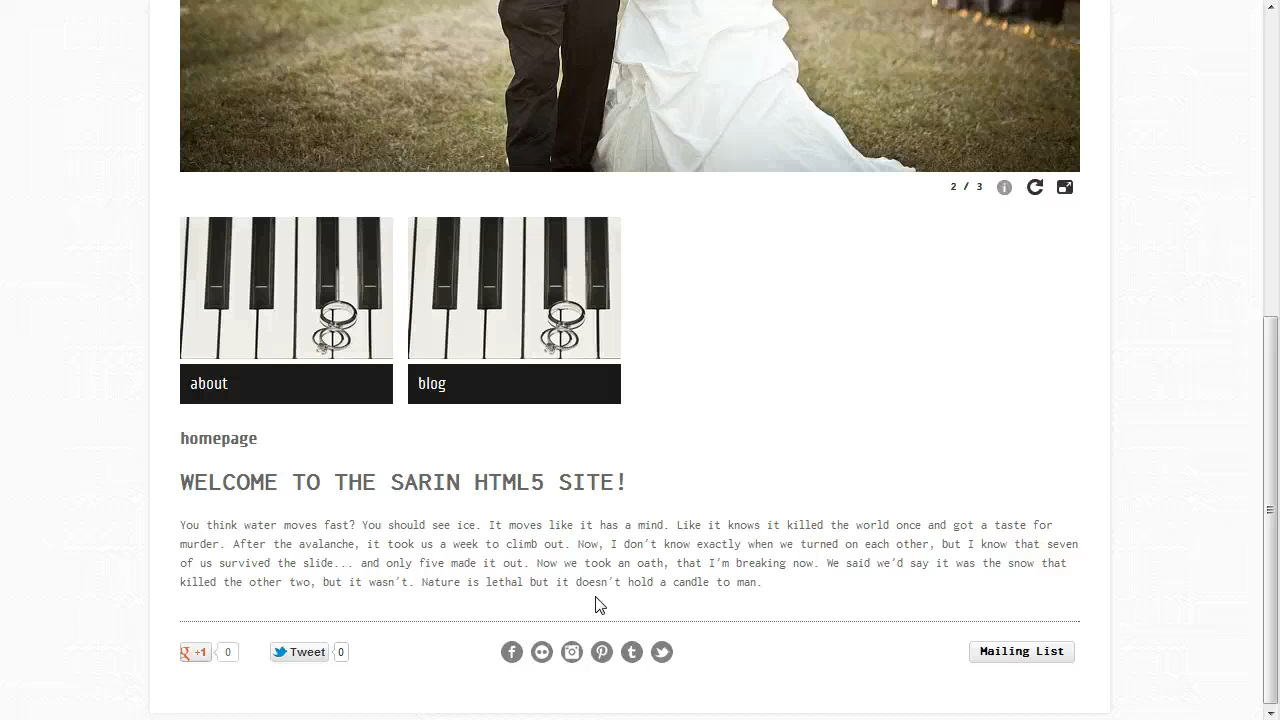 2 / 3
about
blog
homepage
WELCOME TO THE SARIN HTML5 SITE!
You think water moves fast? You should see ice. It moves like it has a mind. Like it knows it killed the world once and got a taste for
murder. After the avalanche, it took us a week to climb out. Now, I don't know exactly when we turned on each other, but I know that seven
of us survived the slide... and only five made it out. Now we took an oath, that I'm breaking now. We said we'd say it was the snow that
killed the other two, but it wasn't. Nature is lethal but it doesn't hold a candle to man.
g +1 0 Tweet 0 Mailing List